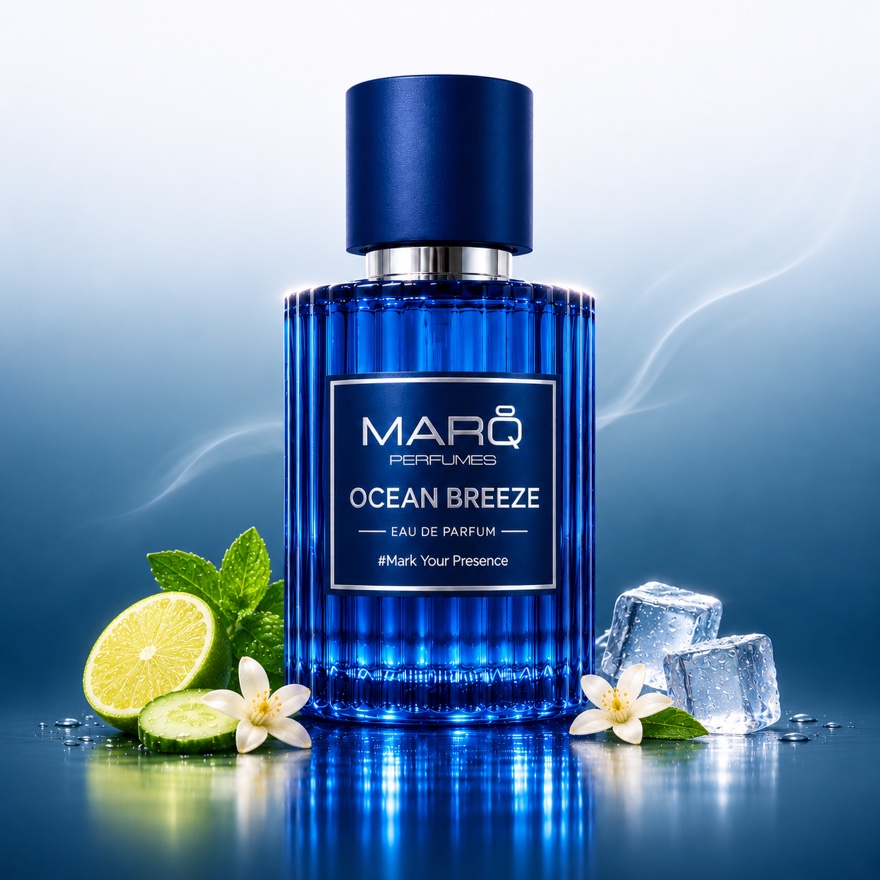 MARQ
PERFUMES
OCEAN BREEZE
EAU DE PARFUM
#Mark Your Presence